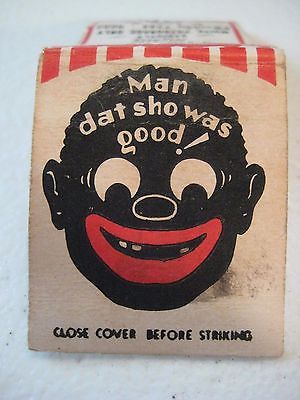 Man
dat sho was
good!
CLOSE COVER BEFORE STRIKING